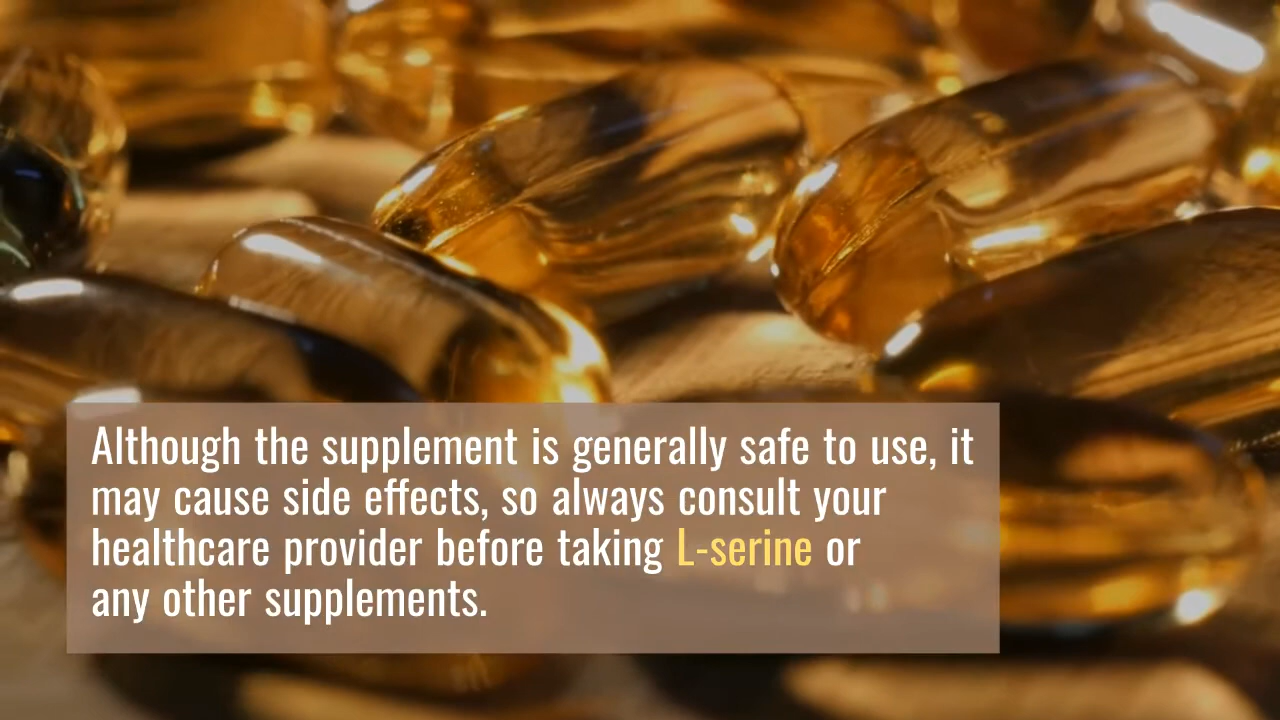 Although the supplement is generally safe to use, it
may cause side effects, so always consult your
healthcare provider before taking L-serine or
any other supplements.